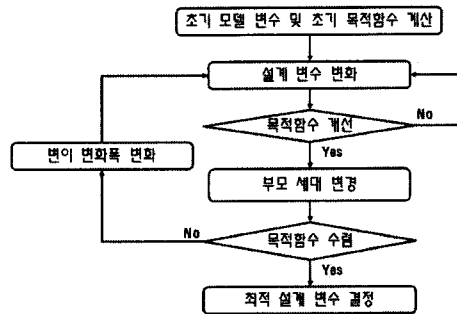 초기 모델 변수 및 초기 목적함수 계산
설계 변수 변화
목적함수 개선
No
Yes
변이 변화폭 변화
부모 세대 변경
No
목적함수 수렴
Yes
최적 설계 변수 결정